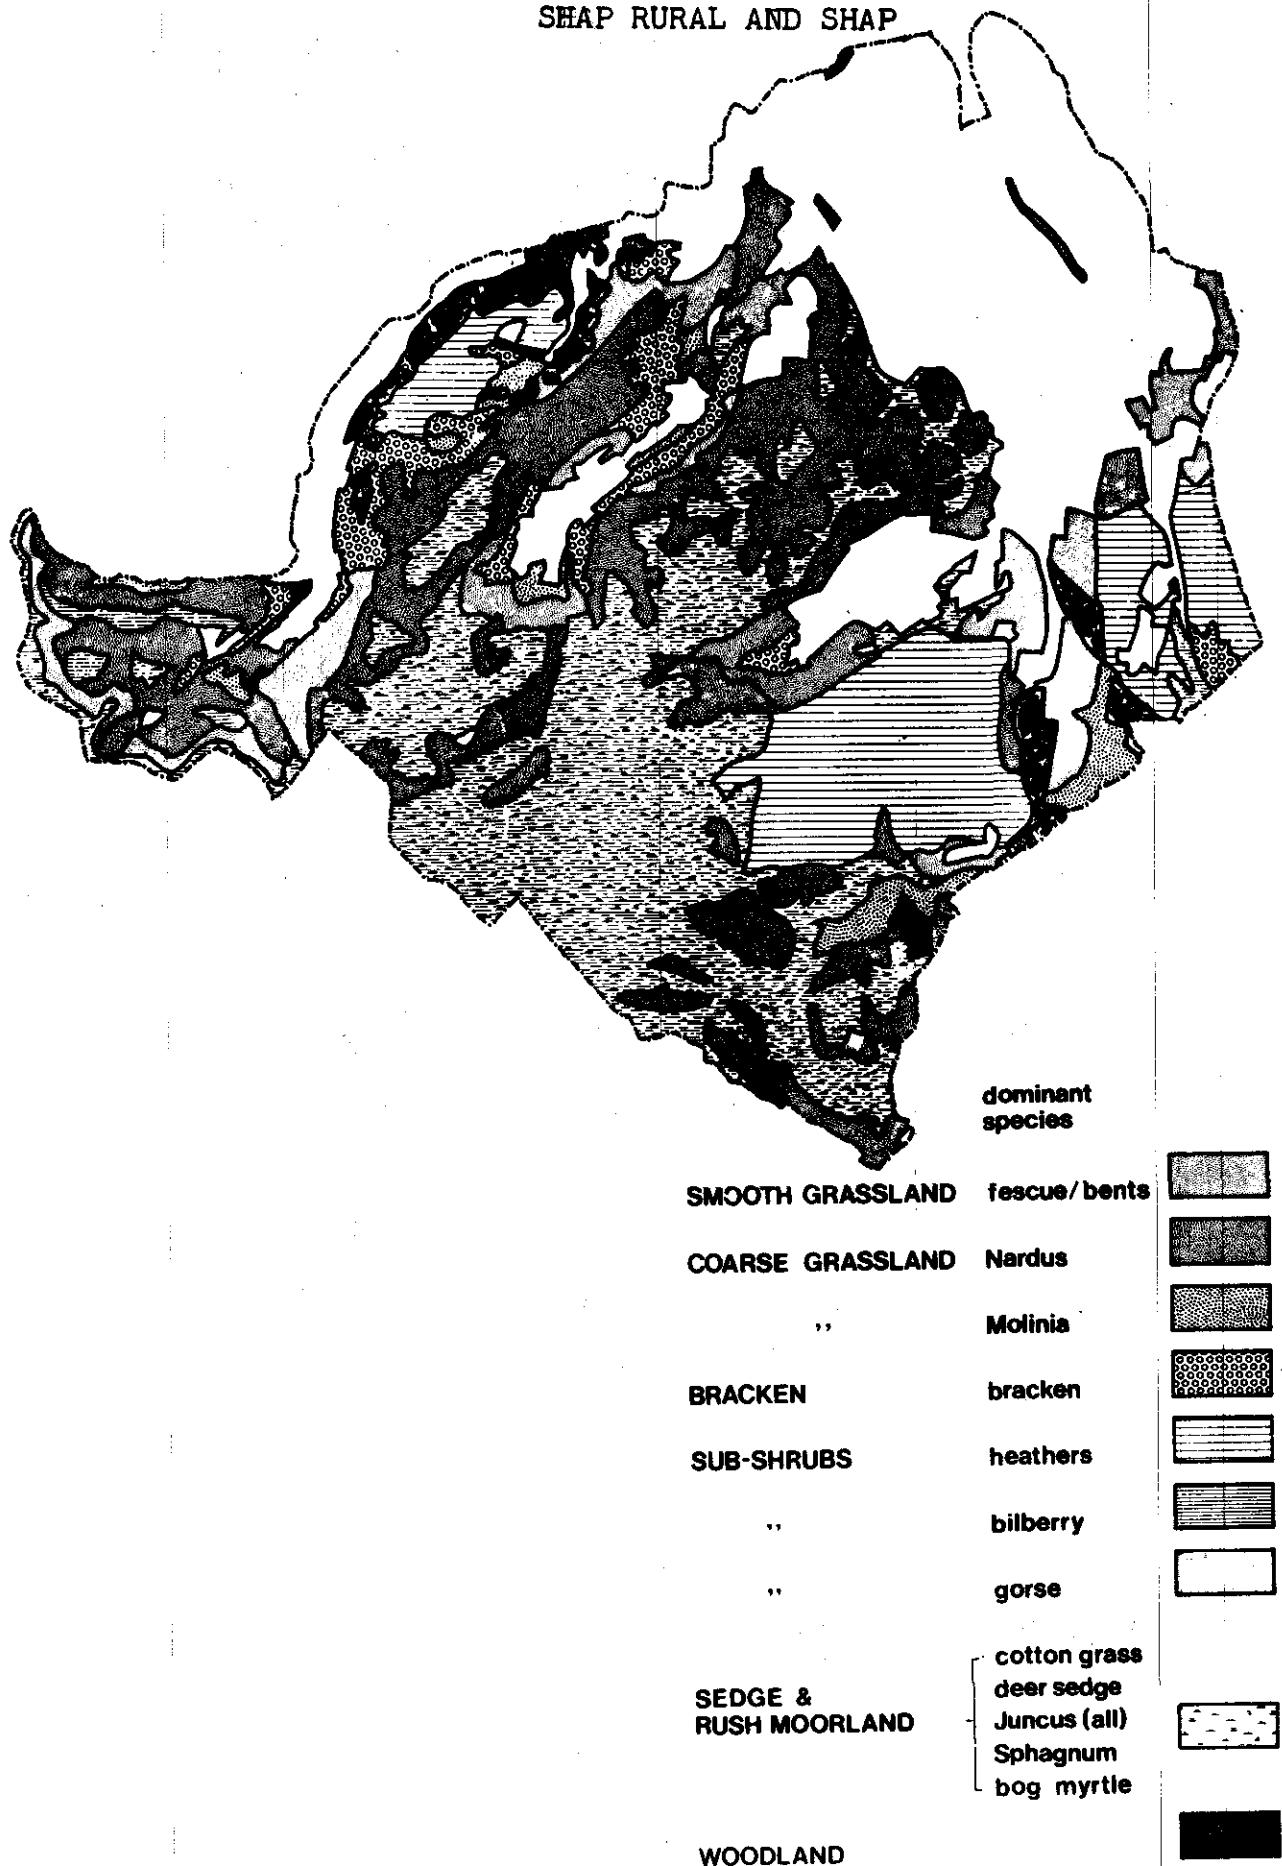 SHAP RURAL AND SHAP
dominant
species
SMOOTH GRASSLAND fescue/bents
COARSE GRASSLAND Nardus
,, Molinia
BRACKEN bracken
SUB-SHRUBS heathers
,, bilberry
,, gorse
cotton grass
deer sedge
SEDGE &
RUSH MOORLAND
Juncus (all)
Sphagnum
bog myrtle
WOODLAND